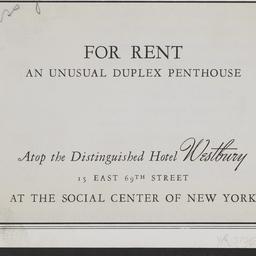 FOR RENT
AN UNUSUAL DUPLEX PENTHOUSE
Atop the Distinguished Hotel Westbury
15 EAST 69TH STREET
AT THE SOCIAL CENTER OF NEW YORK